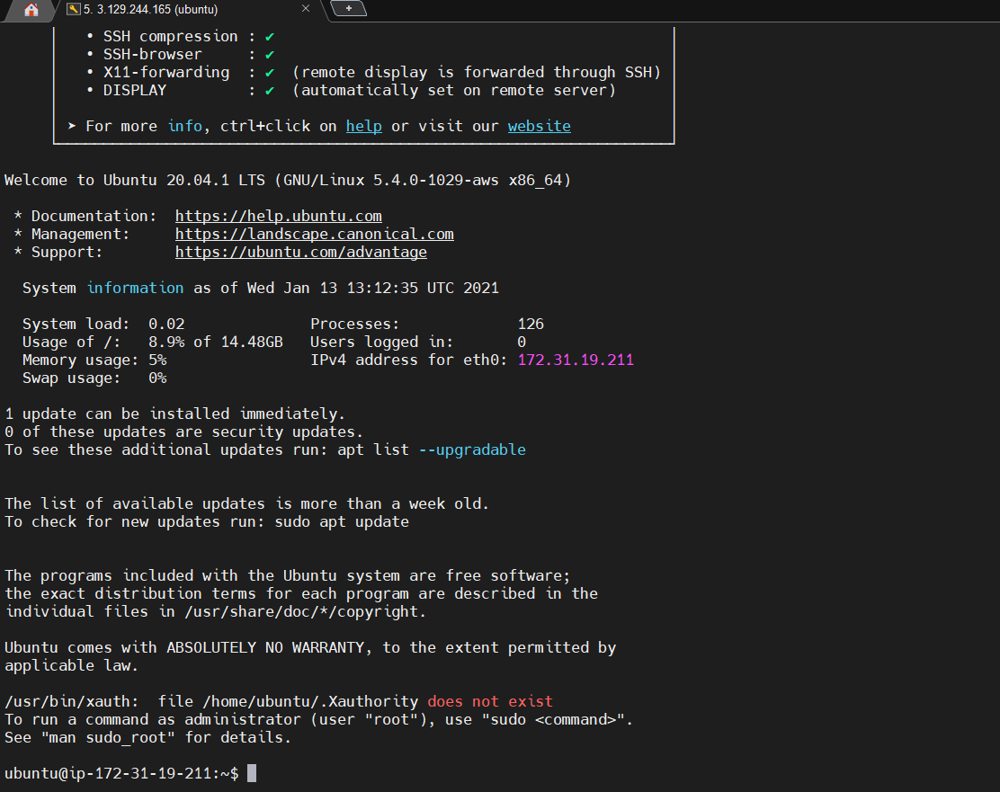 5. 3.129.244.165 (ubuntu)
• SSH compression : ✔
• SSH-browser     : ✔
• X11-forwarding  : ✔  (remote display is forwarded through SSH)
• DISPLAY         : ✔  (automatically set on remote server)
➤ For more info, ctrl+click on help or visit our website
Welcome to Ubuntu 20.04.1 LTS (GNU/Linux 5.4.0-1029-aws x86_64)
* Documentation:  https://help.ubuntu.com
* Management:     https://landscape.canonical.com
* Support:        https://ubuntu.com/advantage
System information as of Wed Jan 13 13:12:35 UTC 2021
System load:  0.02              Processes:             126
Usage of /:   8.9% of 14.48GB   Users logged in:       0
Memory usage: 5%                IPv4 address for eth0: 172.31.19.211
Swap usage:   0%
1 update can be installed immediately.
0 of these updates are security updates.
To see these additional updates run: apt list --upgradable
The list of available updates is more than a week old.
To check for new updates run: sudo apt update
The programs included with the Ubuntu system are free software;
the exact distribution terms for each program are described in the
individual files in /usr/share/doc/*/copyright.
Ubuntu comes with ABSOLUTELY NO WARRANTY, to the extent permitted by
applicable law.
/usr/bin/xauth:  file /home/ubuntu/.Xauthority does not exist
To run a command as administrator (user "root"), use "sudo <command>".
See "man sudo_root" for details.
ubuntu@ip-172-31-19-211:~$